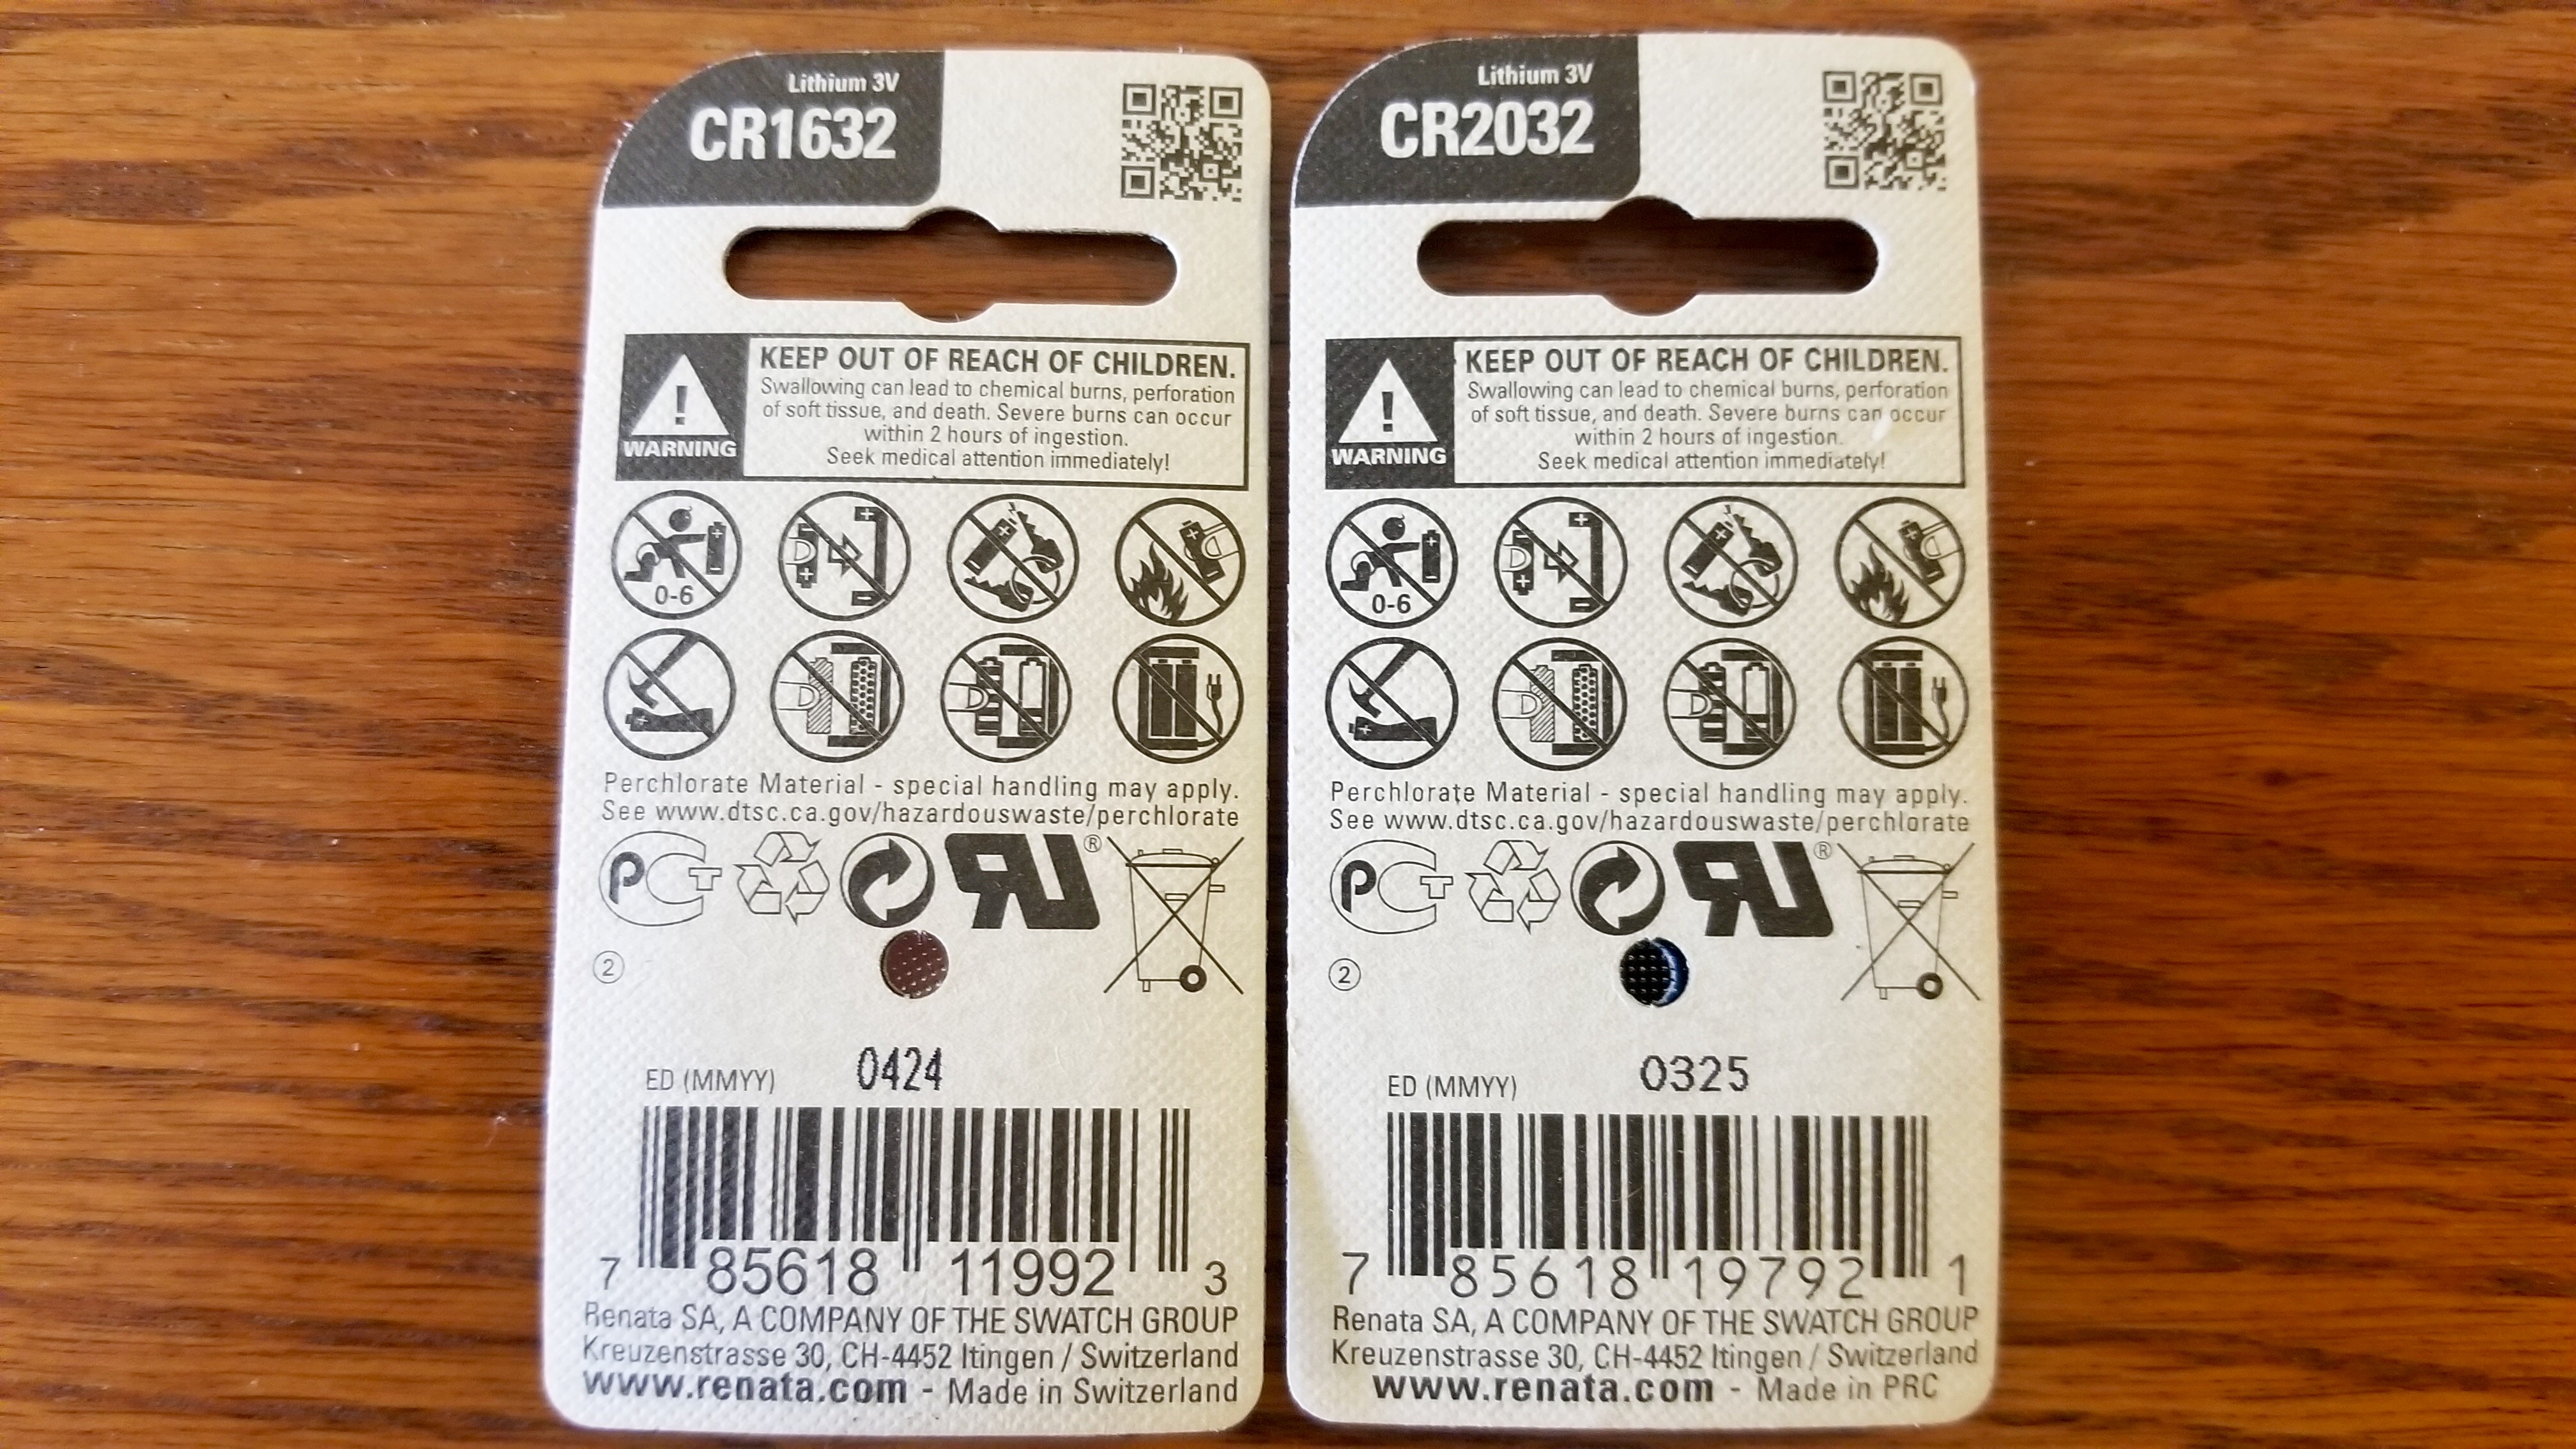 Lithium 3V
CR1632
KEEP OUT OF REACH OF CHILDREN.
Swallowing can lead to chemical burns, perforation
of soft tissue, and death. Severe burns can occur
within 2 hours of ingestion.
Seek medical attention immediately!
WARNING
0-6
Perchlorate Material - special handling may apply.
See www.dtsc.ca.gov/hazardouswaste/perchlorate
2
ED (MMYY) 0424
7 85618 11992 3
Renata SA, A COMPANY OF THE SWATCH GROUP
Kreuzenstrasse 30, CH-4452 Itingen / Switzerland
www.renata.com - Made in Switzerland
Lithium 3V
CR2032
KEEP OUT OF REACH OF CHILDREN.
Swallowing can lead to chemical burns, perforation
of soft tissue, and death. Severe burns can occur
within 2 hours of ingestion.
Seek medical attention immediately!
WARNING
0-6
Perchlorate Material - special handling may apply.
See www.dtsc.ca.gov/hazardouswaste/perchlorate
2
ED (MMYY) 0325
7 85618 19792 1
Renata SA, A COMPANY OF THE SWATCH GROUP
Kreuzenstrasse 30, CH-4452 Itingen / Switzerland
www.renata.com - Made in PRC